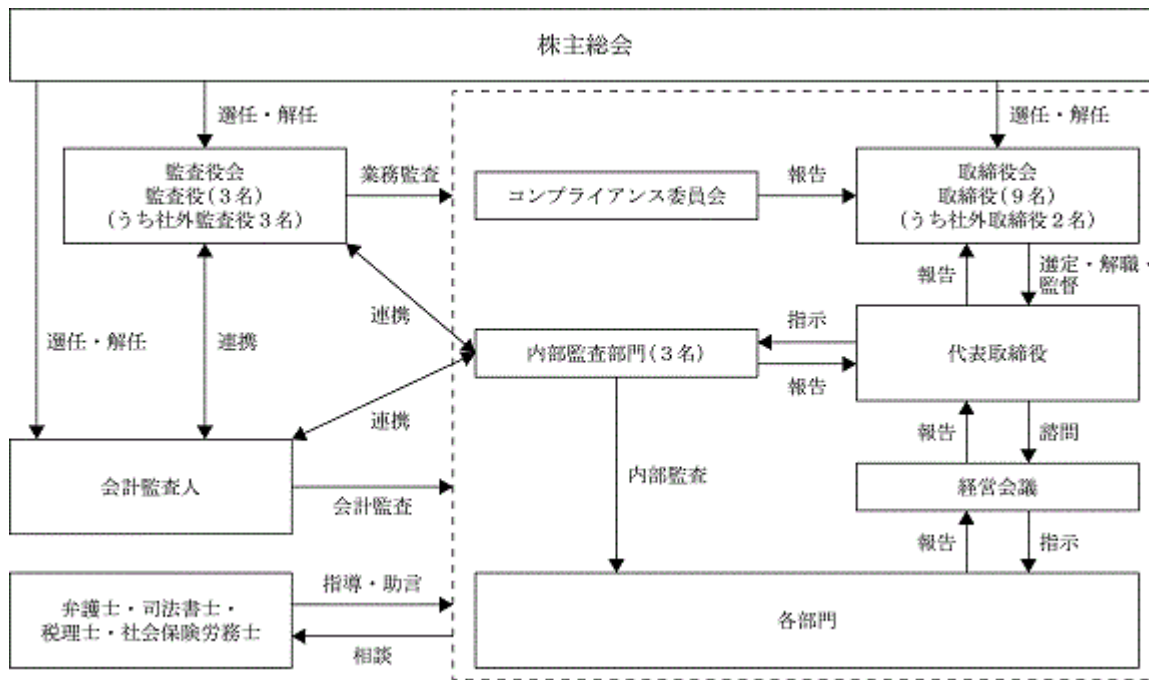 株主総会
選任・解任
選任・解任
監査役会
監査役(3名)
(うち社外監査役3名)
業務監査
コンプライアンス委員会
報告
取締役会
取締役(9名)
(うち社外取締役2名)
報告
選定・解職・
監督
連携
選任・解任
連携
内部監査部門(3名)
指示
報告
代表取締役
連携
報告
諮問
会計監査人
会計監査
内部監査
経営会議
報告
指示
弁護士・司法書士・
税理士・社会保険労務士
指導・助言
相談
各部門